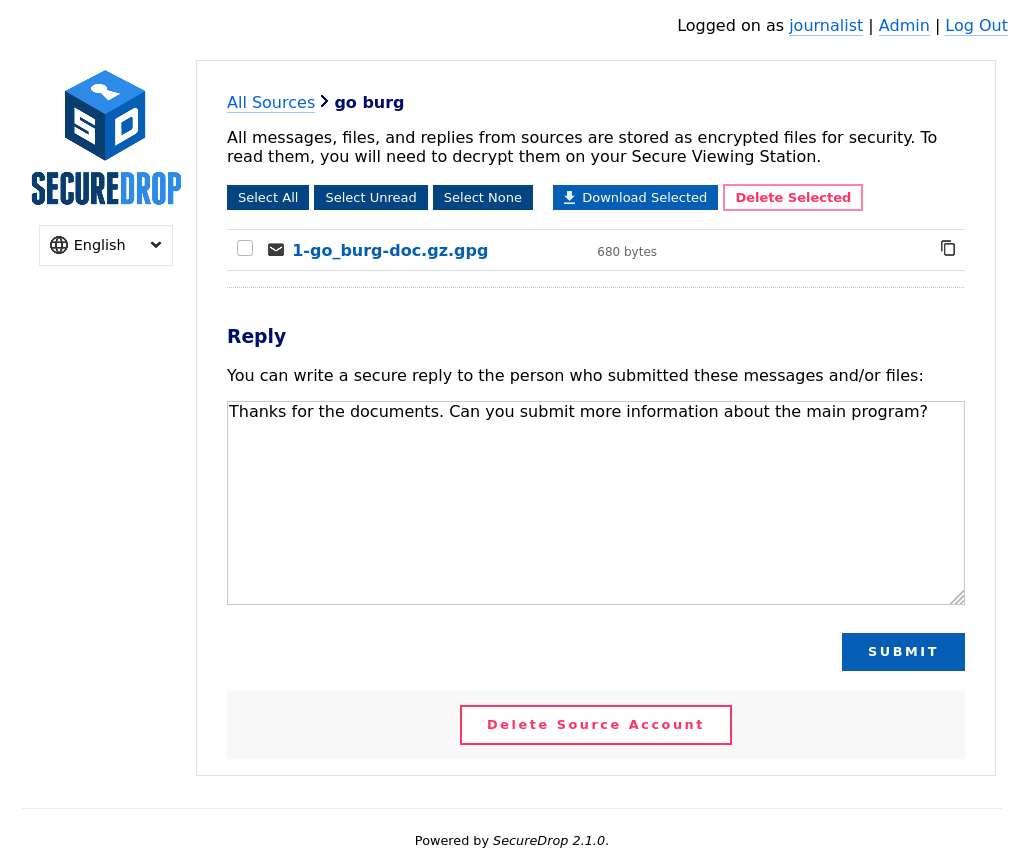 Logged on as journalist | Admin | Log Out
SECUREDROP
English
All Sources > go burg
All messages, files, and replies from sources are stored as encrypted files for security. To
read them, you will need to decrypt them on your Secure Viewing Station.
Select All Select Unread Select None Download Selected Delete Selected
1-go_burg-doc.gz.gpg 680 bytes
Reply
You can write a secure reply to the person who submitted these messages and/or files:
Thanks for the documents. Can you submit more information about the main program?
SUBMIT
Delete Source Account
Powered by SecureDrop 2.1.0.